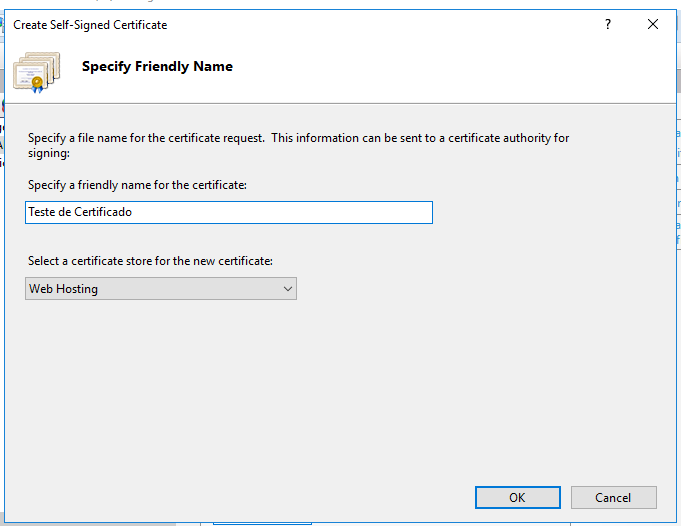 Create Self-Signed Certificate
?
Specify Friendly Name
Specify a file name for the certificate request.  This information can be sent to a certificate authority for
signing:
Specify a friendly name for the certificate:
Teste de Certificado
Select a certificate store for the new certificate:
Web Hosting
OK
Cancel